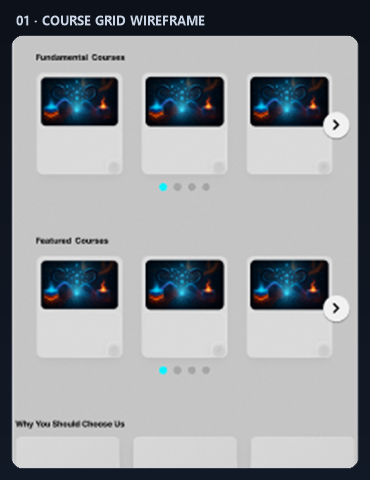 01 · COURSE GRID WIREFRAME
Fundamental Courses
Featured Courses
Why You Should Choose Us